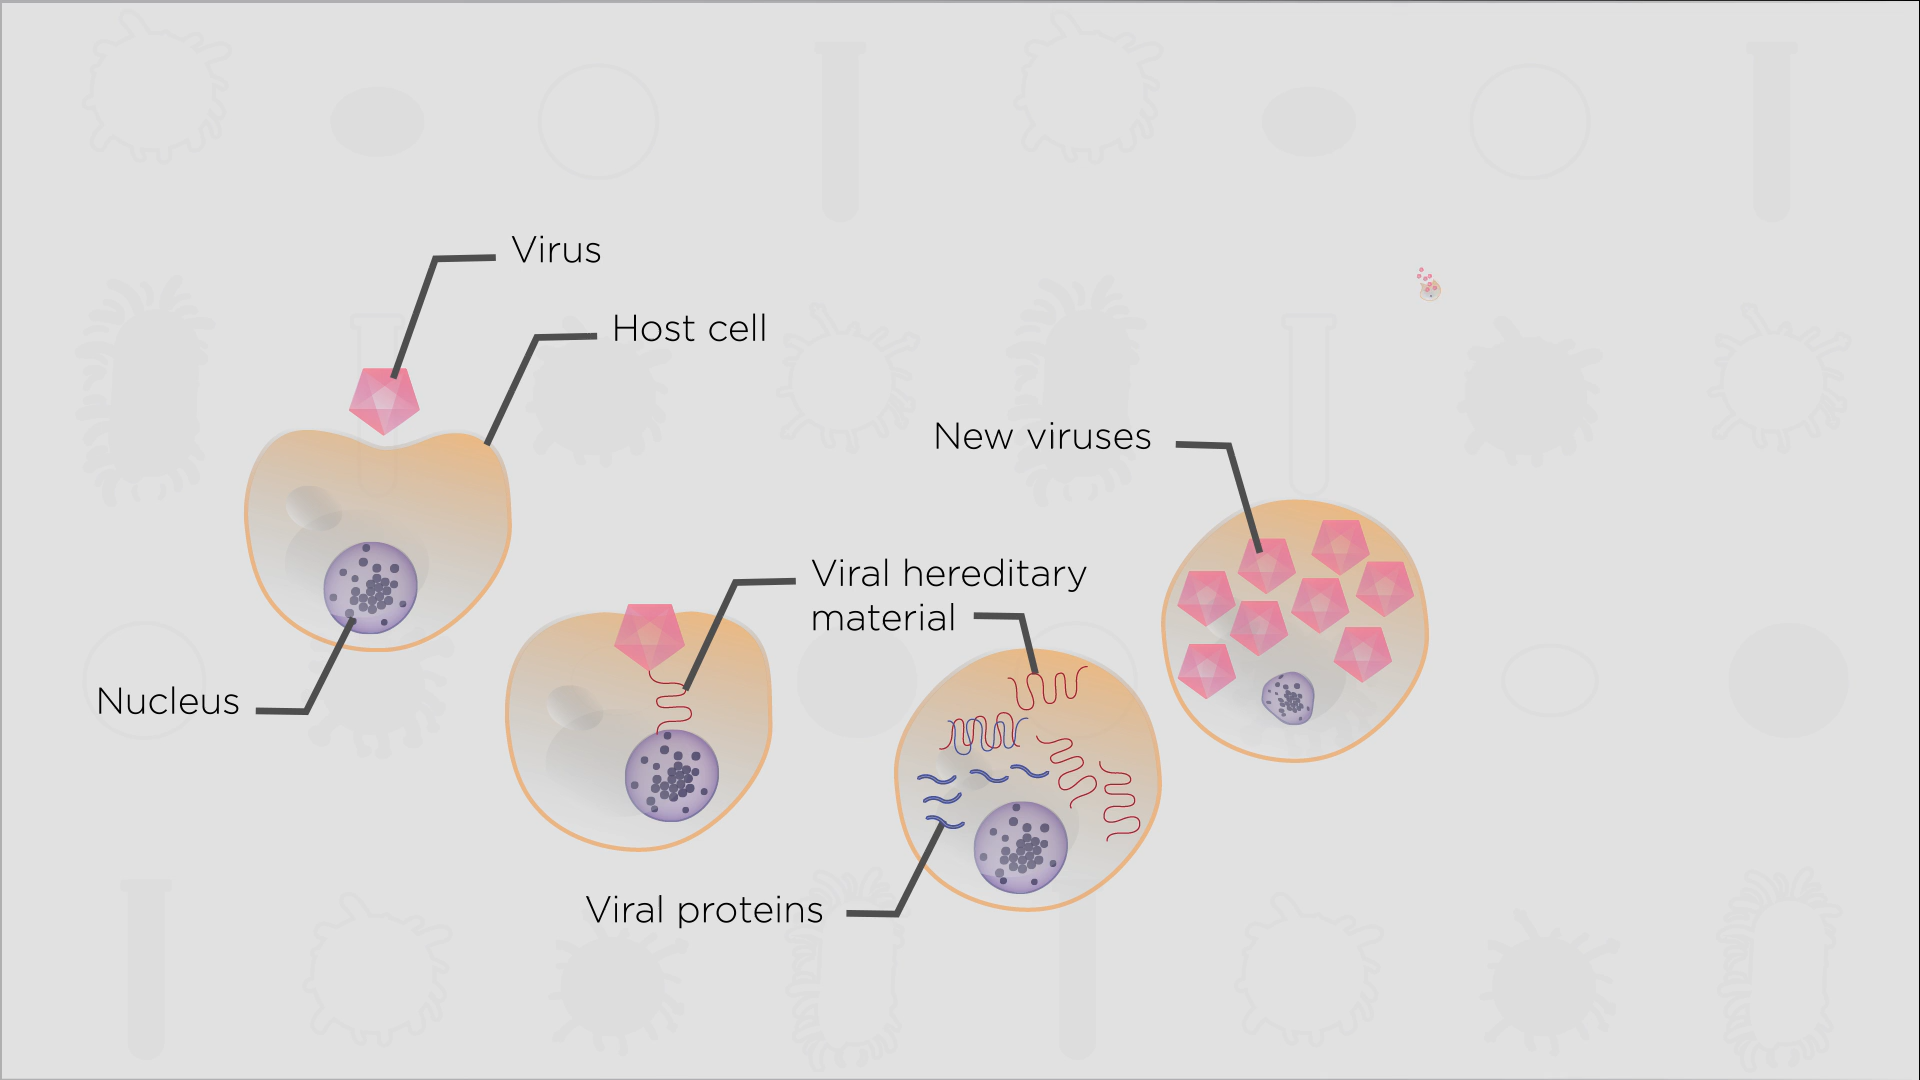 Virus
Host cell
New viruses
Viral hereditary
material
Nucleus
Viral proteins